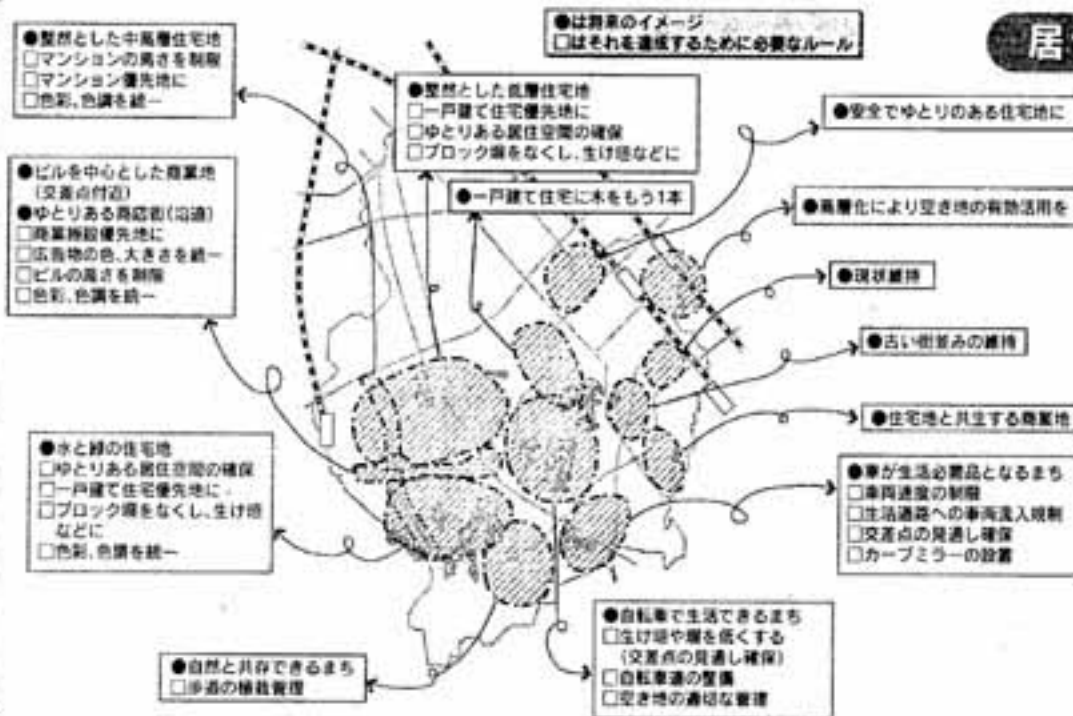 ●は将来のイメージ
□はそれを達成するために必要なルール
居
●整然とした中高層住宅地
□マンションの高さを制限
□マンション優先地に
□色彩、色調を統一
●整然とした低層住宅地
□一戸建て住宅優先地に
□ゆとりある居住空間の確保
□ブロック塀をなくし、生け垣などに
●一戸建て住宅に木をもう1本
●安全でゆとりのある住宅地に
●高層化により空き地の有効活用を
●現状維持
●古い街並みの維持
●住宅地と共生する商業地
●ビルを中心とした商業地
(交差点付近)
●ゆとりある商店街(沿道)
□商業施設優先地に
□広告物の色、大きさを統一
□ビルの高さを制限
□色彩、色調を統一
●水と緑の住宅地
□ゆとりある居住空間の確保
□一戸建て住宅優先地に
□ブロック塀をなくし、生け垣
などに
□色彩、色調を統一
●車が生活必需品となるまち
□車両速度の制限
□生活道路への車両流入規制
□交差点の見通し確保
□カーブミラーの設置
●自転車で生活できるまち
□生け垣や塀を低くする
(交差点の見通し確保)
□自転車道の整備
□空き地の適切な管理
●自然と共存できるまち
□歩道の植栽管理